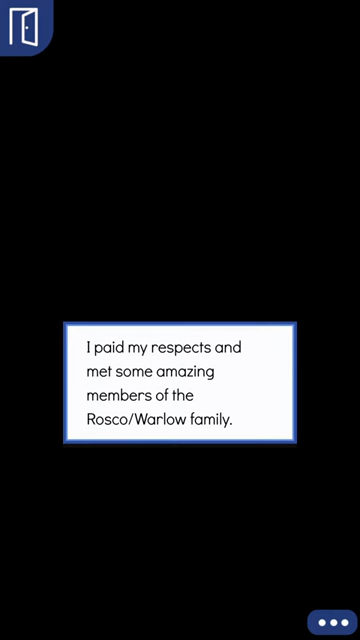 I paid my respects and
met some amazing
members of the
Rosco/Warlow family.